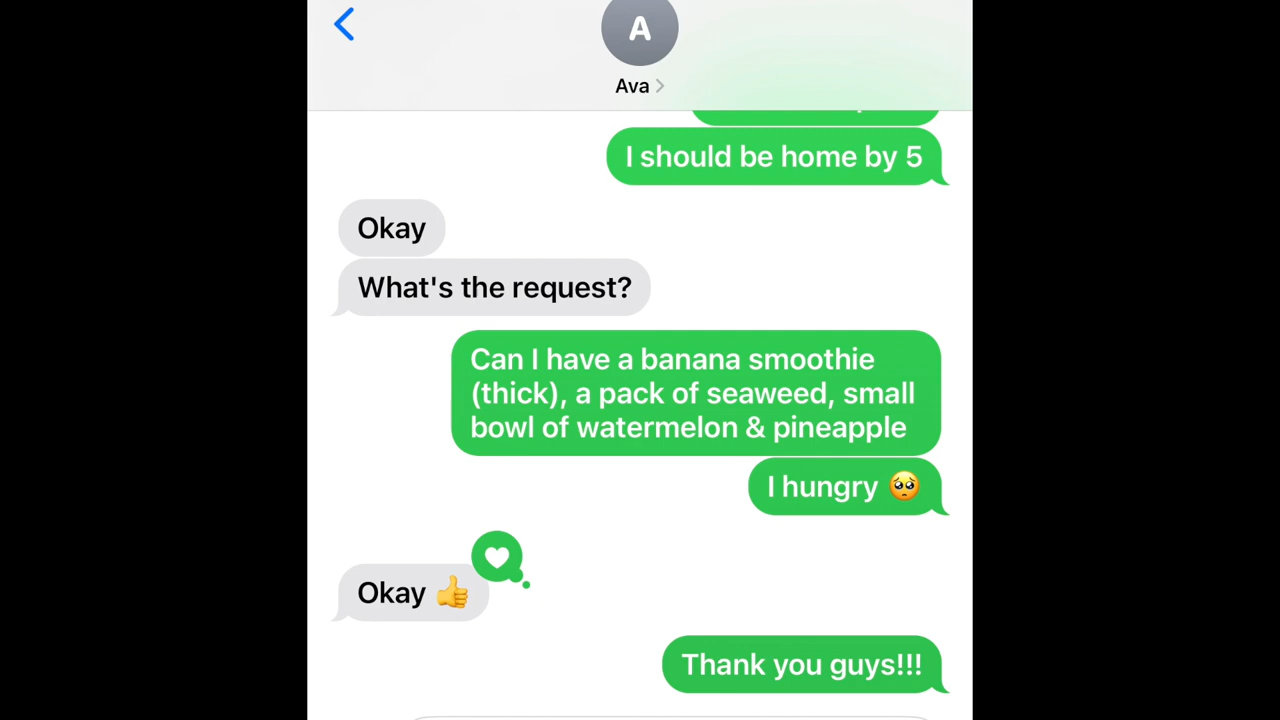 A
Ava
I should be home by 5
Okay
What's the request?
Can I have a banana smoothie
(thick), a pack of seaweed, small
bowl of watermelon & pineapple
I hungry 🥺
Okay 👍
Thank you guys!!!